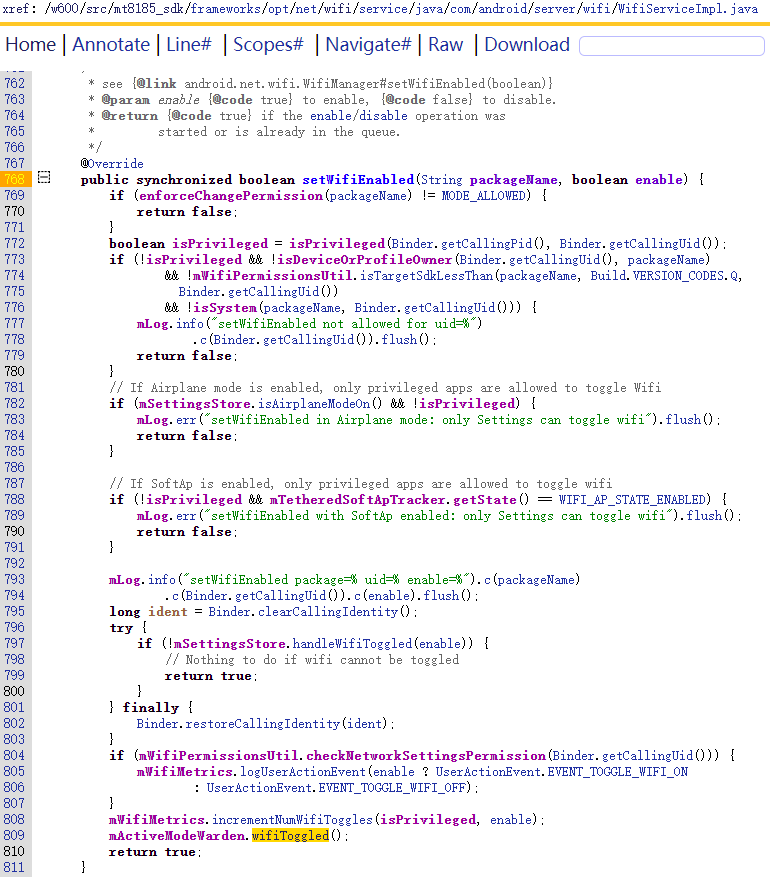 xref: /w600/src/mt8185_sdk/frameworks/opt/net/wifi/service/java/com/android/server/wifi/WifiServiceImpl.java
Home | Annotate | Line# | Scopes# | Navigate# | Raw | Download
762 * see {@link android.net.wifi.WifiManager#setWifiEnabled(boolean)}
763 * @param enable {@code true} to enable, {@code false} to disable.
764 * @return {@code true} if the enable/disable operation was
765 *         started or is already in the queue.
766 */
767 @Override
768 public synchronized boolean setWifiEnabled(String packageName, boolean enable) {
769     if (enforceChangePermission(packageName) != MODE_ALLOWED) {
770         return false;
771     }
772     boolean isPrivileged = isPrivileged(Binder.getCallingPid(), Binder.getCallingUid());
773     if (!isPrivileged && !isDeviceOrProfileOwner(Binder.getCallingUid(), packageName)
774             && !mWifiPermissionsUtil.isTargetSdkLessThan(packageName, Build.VERSION_CODES.Q,
775               Binder.getCallingUid())
776             && !isSystem(packageName, Binder.getCallingUid())) {
777         mLog.info("setWifiEnabled not allowed for uid=%")
778                 .c(Binder.getCallingUid()).flush();
779         return false;
780     }
781     // If Airplane mode is enabled, only privileged apps are allowed to toggle Wifi
782     if (mSettingsStore.isAirplaneModeOn() && !isPrivileged) {
783         mLog.err("setWifiEnabled in Airplane mode: only Settings can toggle wifi").flush();
784         return false;
785     }
786
787     // If SoftAp is enabled, only privileged apps are allowed to toggle wifi
788     if (!isPrivileged && mTetheredSoftApTracker.getState() == WIFI_AP_STATE_ENABLED) {
789         mLog.err("setWifiEnabled with SoftAp enabled: only Settings can toggle wifi").flush();
790         return false;
791     }
792
793     mLog.info("setWifiEnabled package=% uid=% enable=%").c(packageName)
794             .c(Binder.getCallingUid()).c(enable).flush();
795     long ident = Binder.clearCallingIdentity();
796     try {
797         if (!mSettingsStore.handleWifiToggled(enable)) {
798             // Nothing to do if wifi cannot be toggled
799             return true;
800         }
801     } finally {
802         Binder.restoreCallingIdentity(ident);
803     }
804     if (mWifiPermissionsUtil.checkNetworkSettingsPermission(Binder.getCallingUid())) {
805         mWifiMetrics.logUserActionEvent(enable ? UserActionEvent.EVENT_TOGGLE_WIFI_ON
806                 : UserActionEvent.EVENT_TOGGLE_WIFI_OFF);
807     }
808     mWifiMetrics.incrementNumWifiToggles(isPrivileged, enable);
809     mActiveModeWarden.wifiToggled();
810     return true;
811 }